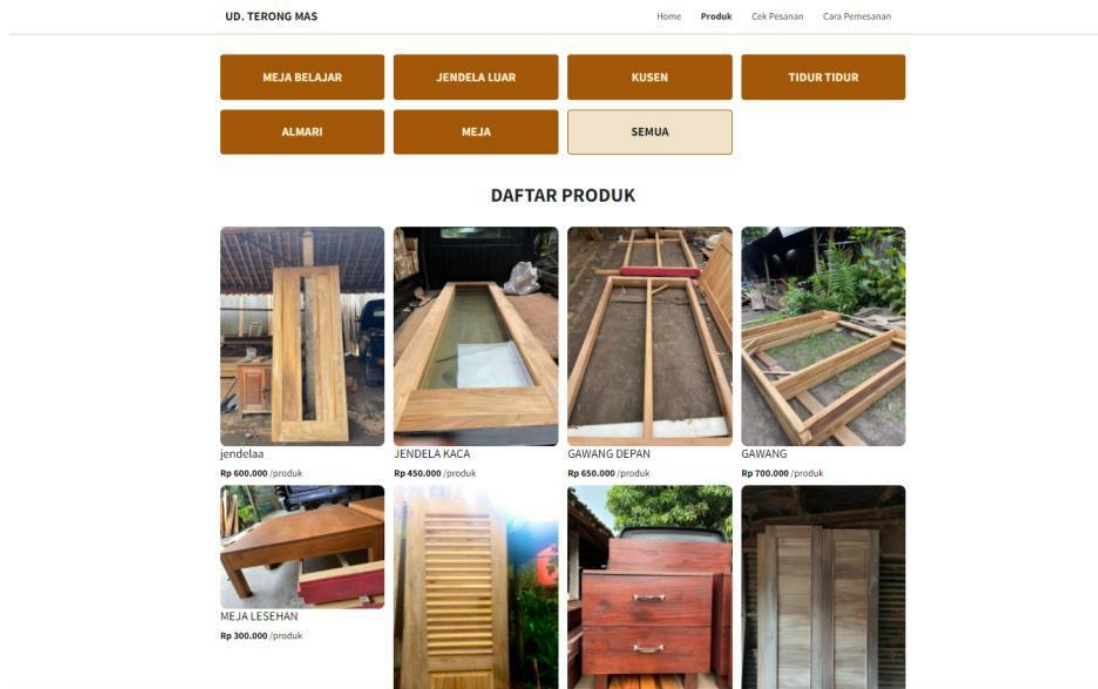 UD. TERONG MAS
Home Produk Cek Pesanan Cara Pemesanan
MEJA BELAJAR JENDELA LUAR KUSEN TIDUR TIDUR
ALMARI MEJA SEMUA
DAFTAR PRODUK
jendelaa JENDELA KACA GAWANG DEPAN GAWANG
Rp 600.000 /produk Rp 450.000 /produk Rp 650.000 /produk Rp 700.000 /produk
MEJA LESEHAN
Rp 300.000 /produk